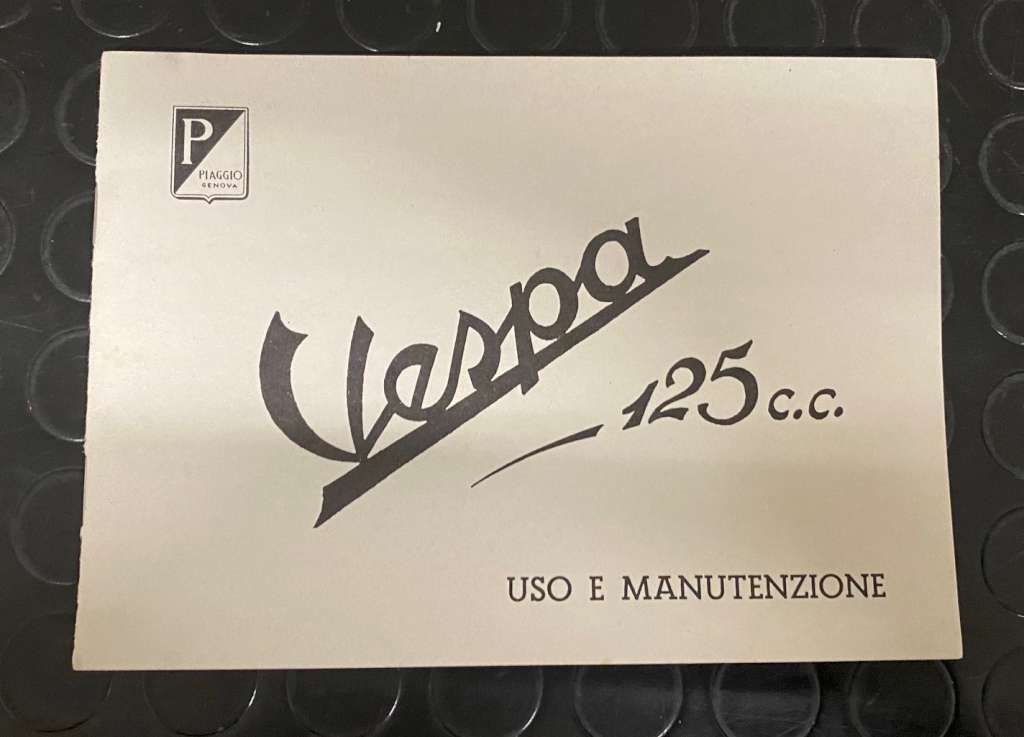 P
PIAGGIO
GENOVA
Vespa
125 c.c.
USO E MANUTENZIONE